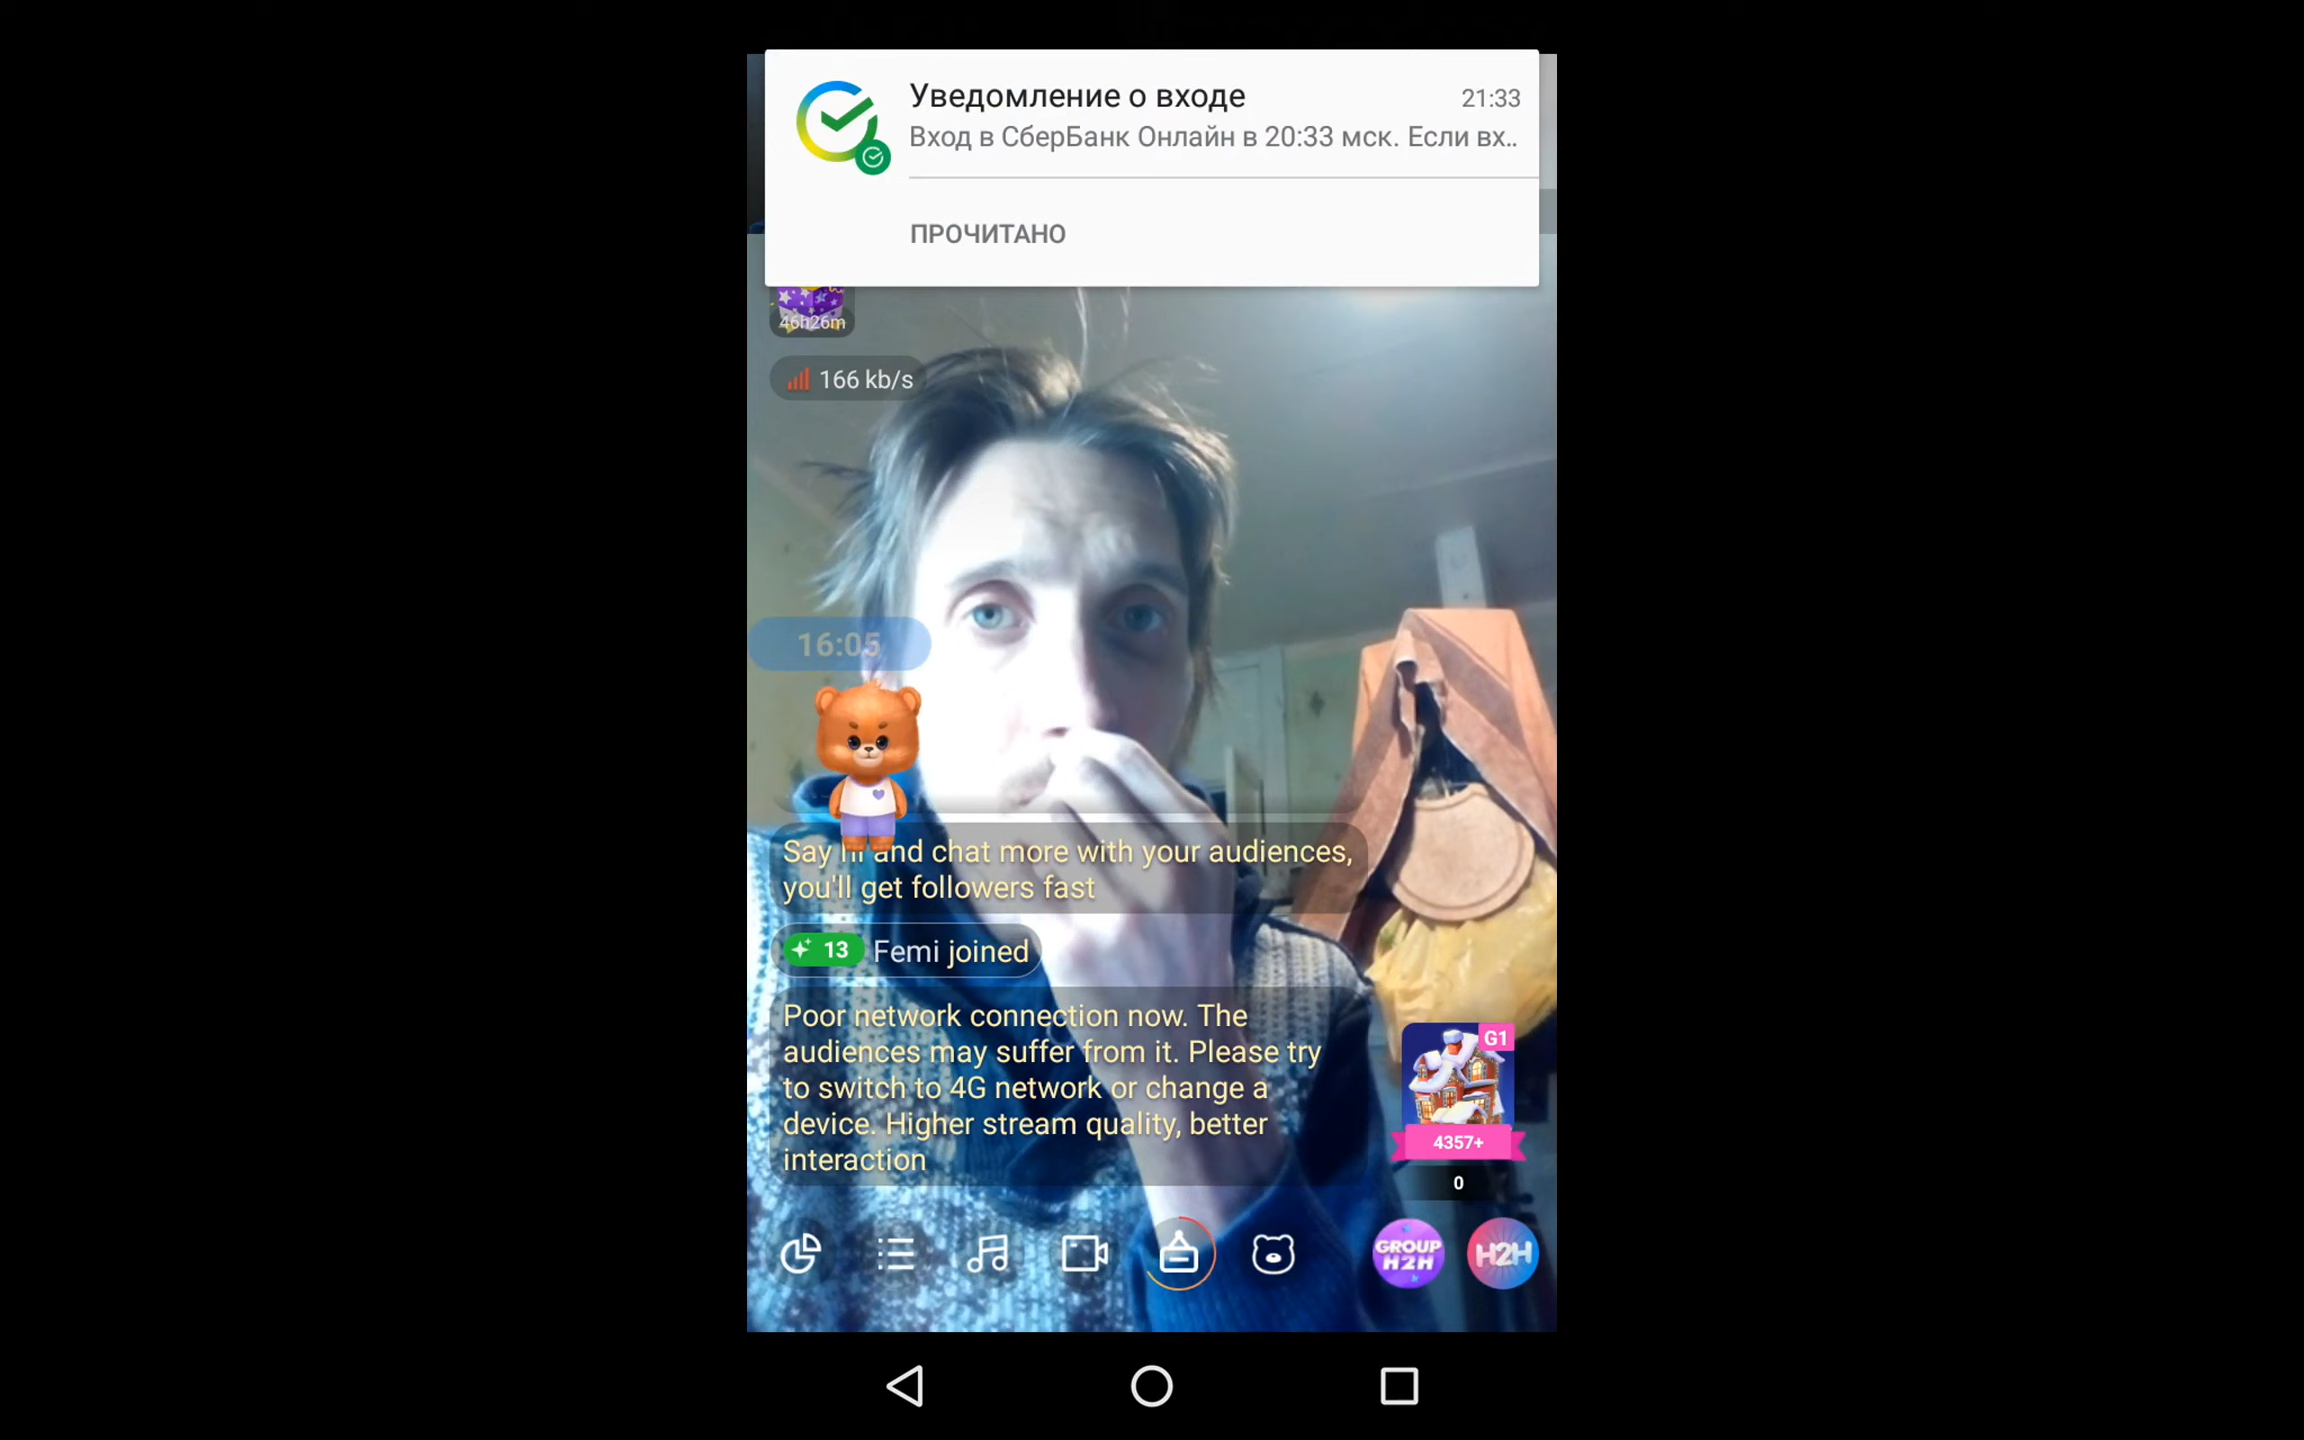 Уведомление о входе
21:33
Вход в СберБанк Онлайн в 20:33 мск. Если вх..
ПРОЧИТАНО
46h26m
166 kb/s
16:05
Say hi and chat more with your audiences,
you'll get followers fast
13 Femi joined
Poor network connection now. The
audiences may suffer from it. Please try
to switch to 4G network or change a
device. Higher stream quality, better
interaction
G1
4357+
0
GROUP
H2H
H2H